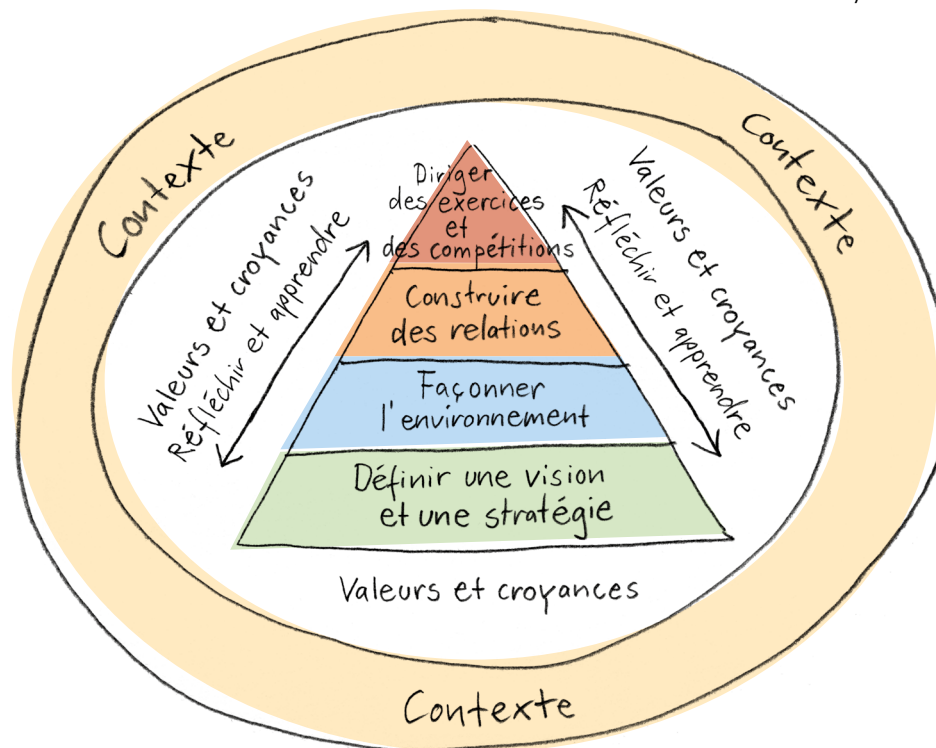 Contexte
Contexte
Valeurs et croyances
Réfléchir et apprendre
Diriger
des exercices
et
des compétitions
Valeurs et croyances
Réfléchir et apprendre
Construire
des relations
Façonner
l'environnement
Définir une vision
et une stratégie
Valeurs et croyances
Contexte